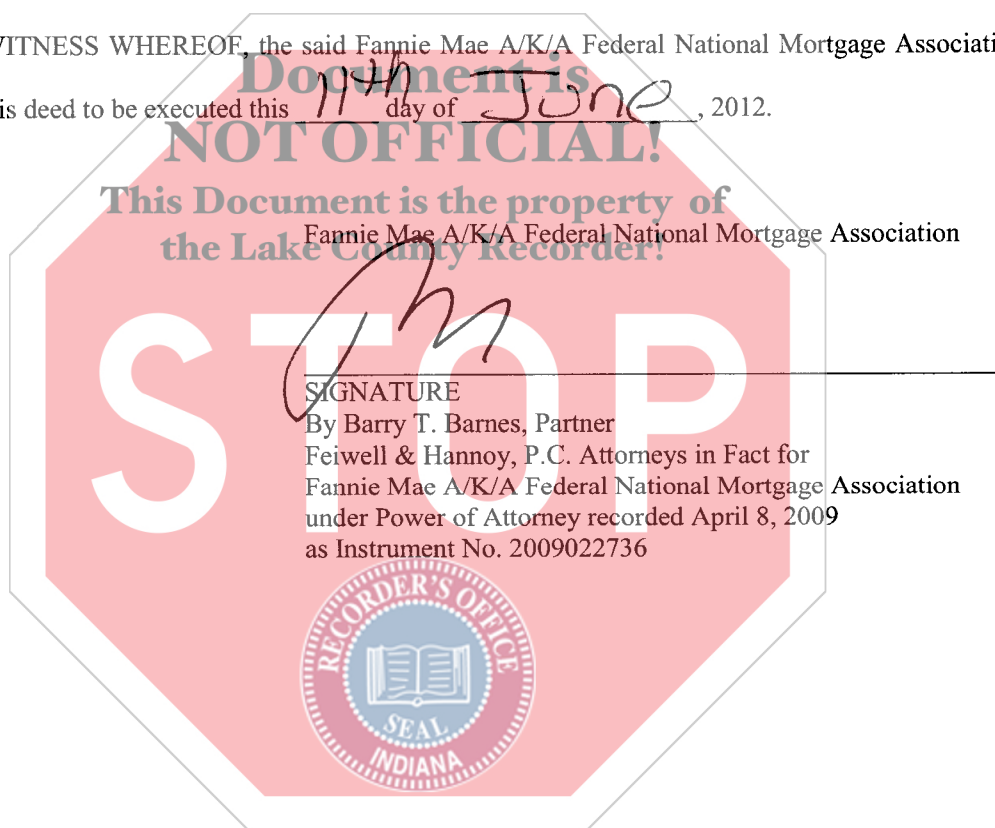 WITNESS WHEREOF, the said Fannie Mae A/K/A Federal National Mortgage Associati
is deed to be executed this 14th day of June, 2012.
Document is
NOT OFFICIAL!
This Document is the property of
the Lake County Recorder!
Fannie Mae A/K/A Federal National Mortgage Association
STOP
SIGNATURE
By Barry T. Barnes, Partner
Feiwell & Hannoy, P.C. Attorneys in Fact for
Fannie Mae A/K/A Federal National Mortgage Association
under Power of Attorney recorded April 8, 2009
as Instrument No. 2009022736
RECORDER'S OFFICE
SEAL
INDIANA